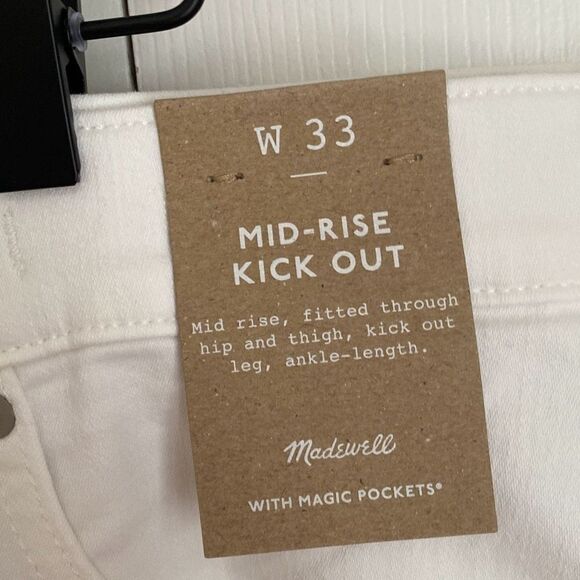 W 33
MID-RISE
KICK OUT
Mid rise, fitted through
hip and thigh, kick out
leg, ankle-length.
Madewell
WITH MAGIC POCKETS®